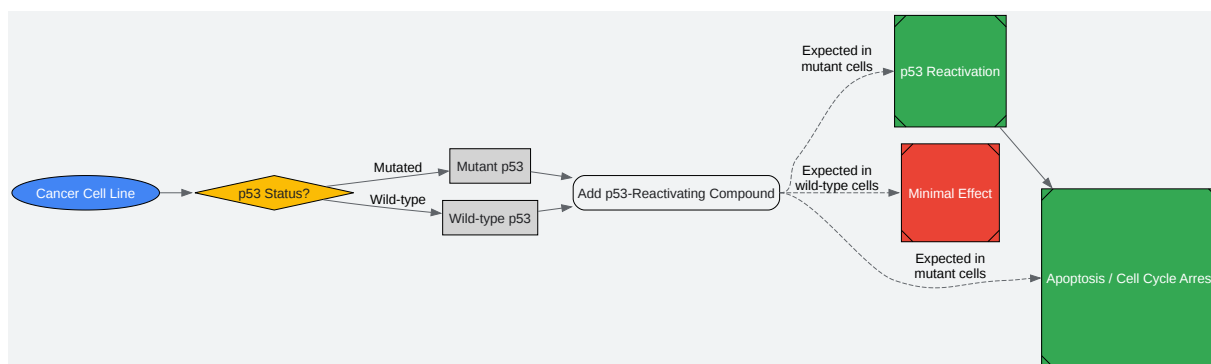 Cancer Cell Line
p53 Status?
Mutated
Wild-type
Mutant p53
Wild-type p53
Add p53-Reactivating Compound
Expected in
mutant cells
Expected in
wild-type cells
Expected in
mutant cells
p53 Reactivation
Minimal Effect
Apoptosis / Cell Cycle Arres